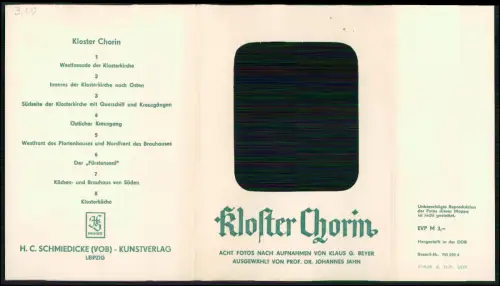 3,00
Kloster Chorin
1
Westfassade der Klosterkirche
2
Inneres der Klosterkirche nach Osten
3
Südseite der Klosterkirche mit Querschiff und Kreuzgängen
4
Östlicher Kreuzgang
5
Westfront des Pfortenhauses und Nordfront des Brauhauses
6
Der „Fürstensaal"
7
Küchen- und Brauhaus von Süden
8
Klosterküche
H. C. SCHMIEDICKE (VOB) - KUNSTVERLAG
LEIPZIG
Kloster Chorin
ACHT FOTOS NACH AUFNAHMEN VON KLAUS G. BEYER
AUSGEWÄHLT VON PROF. DR. JOHANNES JAHN
Unberechtigte Reproduktion
der Fotos dieser Mappe
ist nicht gestattet.
EVP M 3,—
Hergestellt in der DDR
Bestell-Nr.